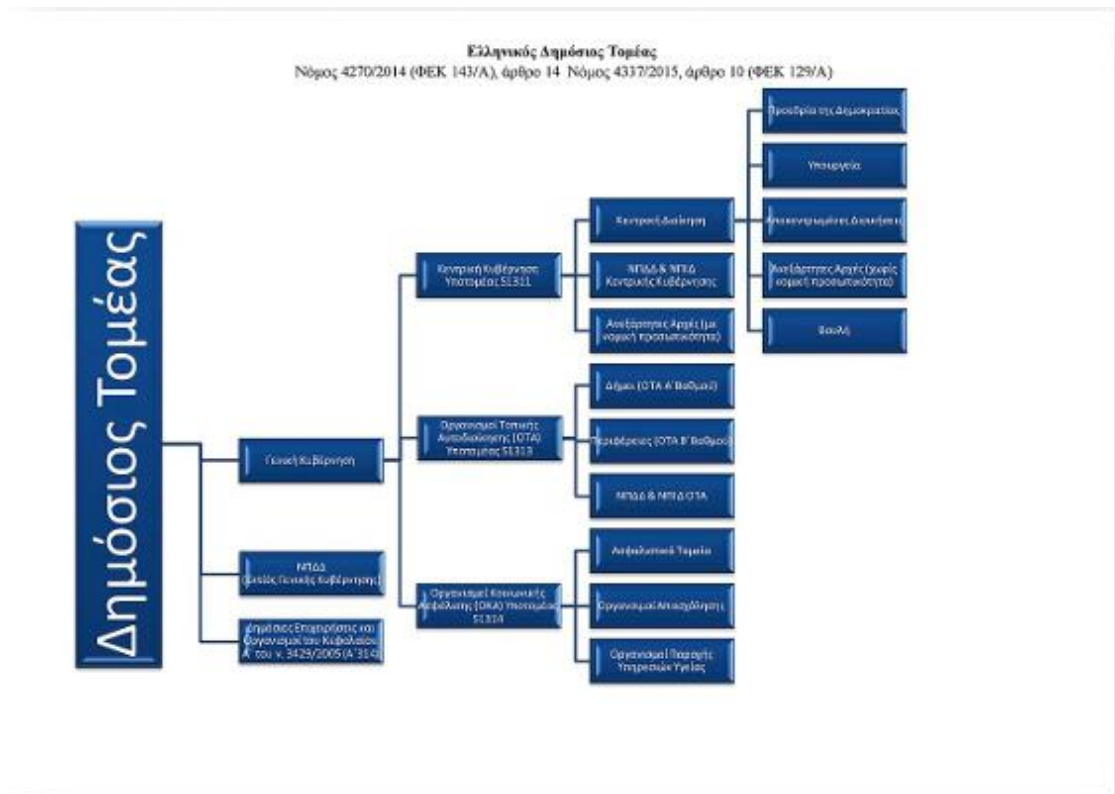 Ελληνικός Δημόσιος Τομέας
Νόμος 4270/2014 (ΦΕΚ 143/Α), άρθρο 14 Νόμος 4337/2015, άρθρο 10 (ΦΕΚ 129/Α)
Δημόσιος Τομέας
Γενική Κυβέρνηση
ΝΠΔΔ
(Εκτός Γενικής Κυβέρνησης)
Δημόσιες Επιχειρήσεις και
Οργανισμοί του Κεφαλαίου
Α΄ του ν. 3429/2005 (Α΄314)
Κεντρική Κυβέρνηση
Υποτομέας S1311
Οργανισμοί Τοπικής
Αυτοδιοίκησης (ΟΤΑ)
Υποτομέας S1313
Οργανισμοί Κοινωνικής
Ασφάλισης (ΟΚΑ) Υποτομέας
S1314
Κεντρική Διοίκηση
ΝΠΔΔ & ΝΠΙΔ
Κεντρικής Κυβέρνησης
Ανεξάρτητες Αρχές (με
νομική προσωπικότητα)
Δήμοι (ΟΤΑ Α΄ Βαθμού)
Περιφέρειες (ΟΤΑ Β΄ Βαθμού)
ΝΠΔΔ & ΝΠΙΔ ΟΤΑ
Ασφαλιστικά Ταμεία
Οργανισμοί Απασχόλησης
Οργανισμοί Παροχής
Υπηρεσιών Υγείας
Προεδρία της Δημοκρατίας
Υπουργεία
Αποκεντρωμένες Διοικήσεις
Ανεξάρτητες Αρχές (χωρίς
νομική προσωπικότητα)
Βουλή